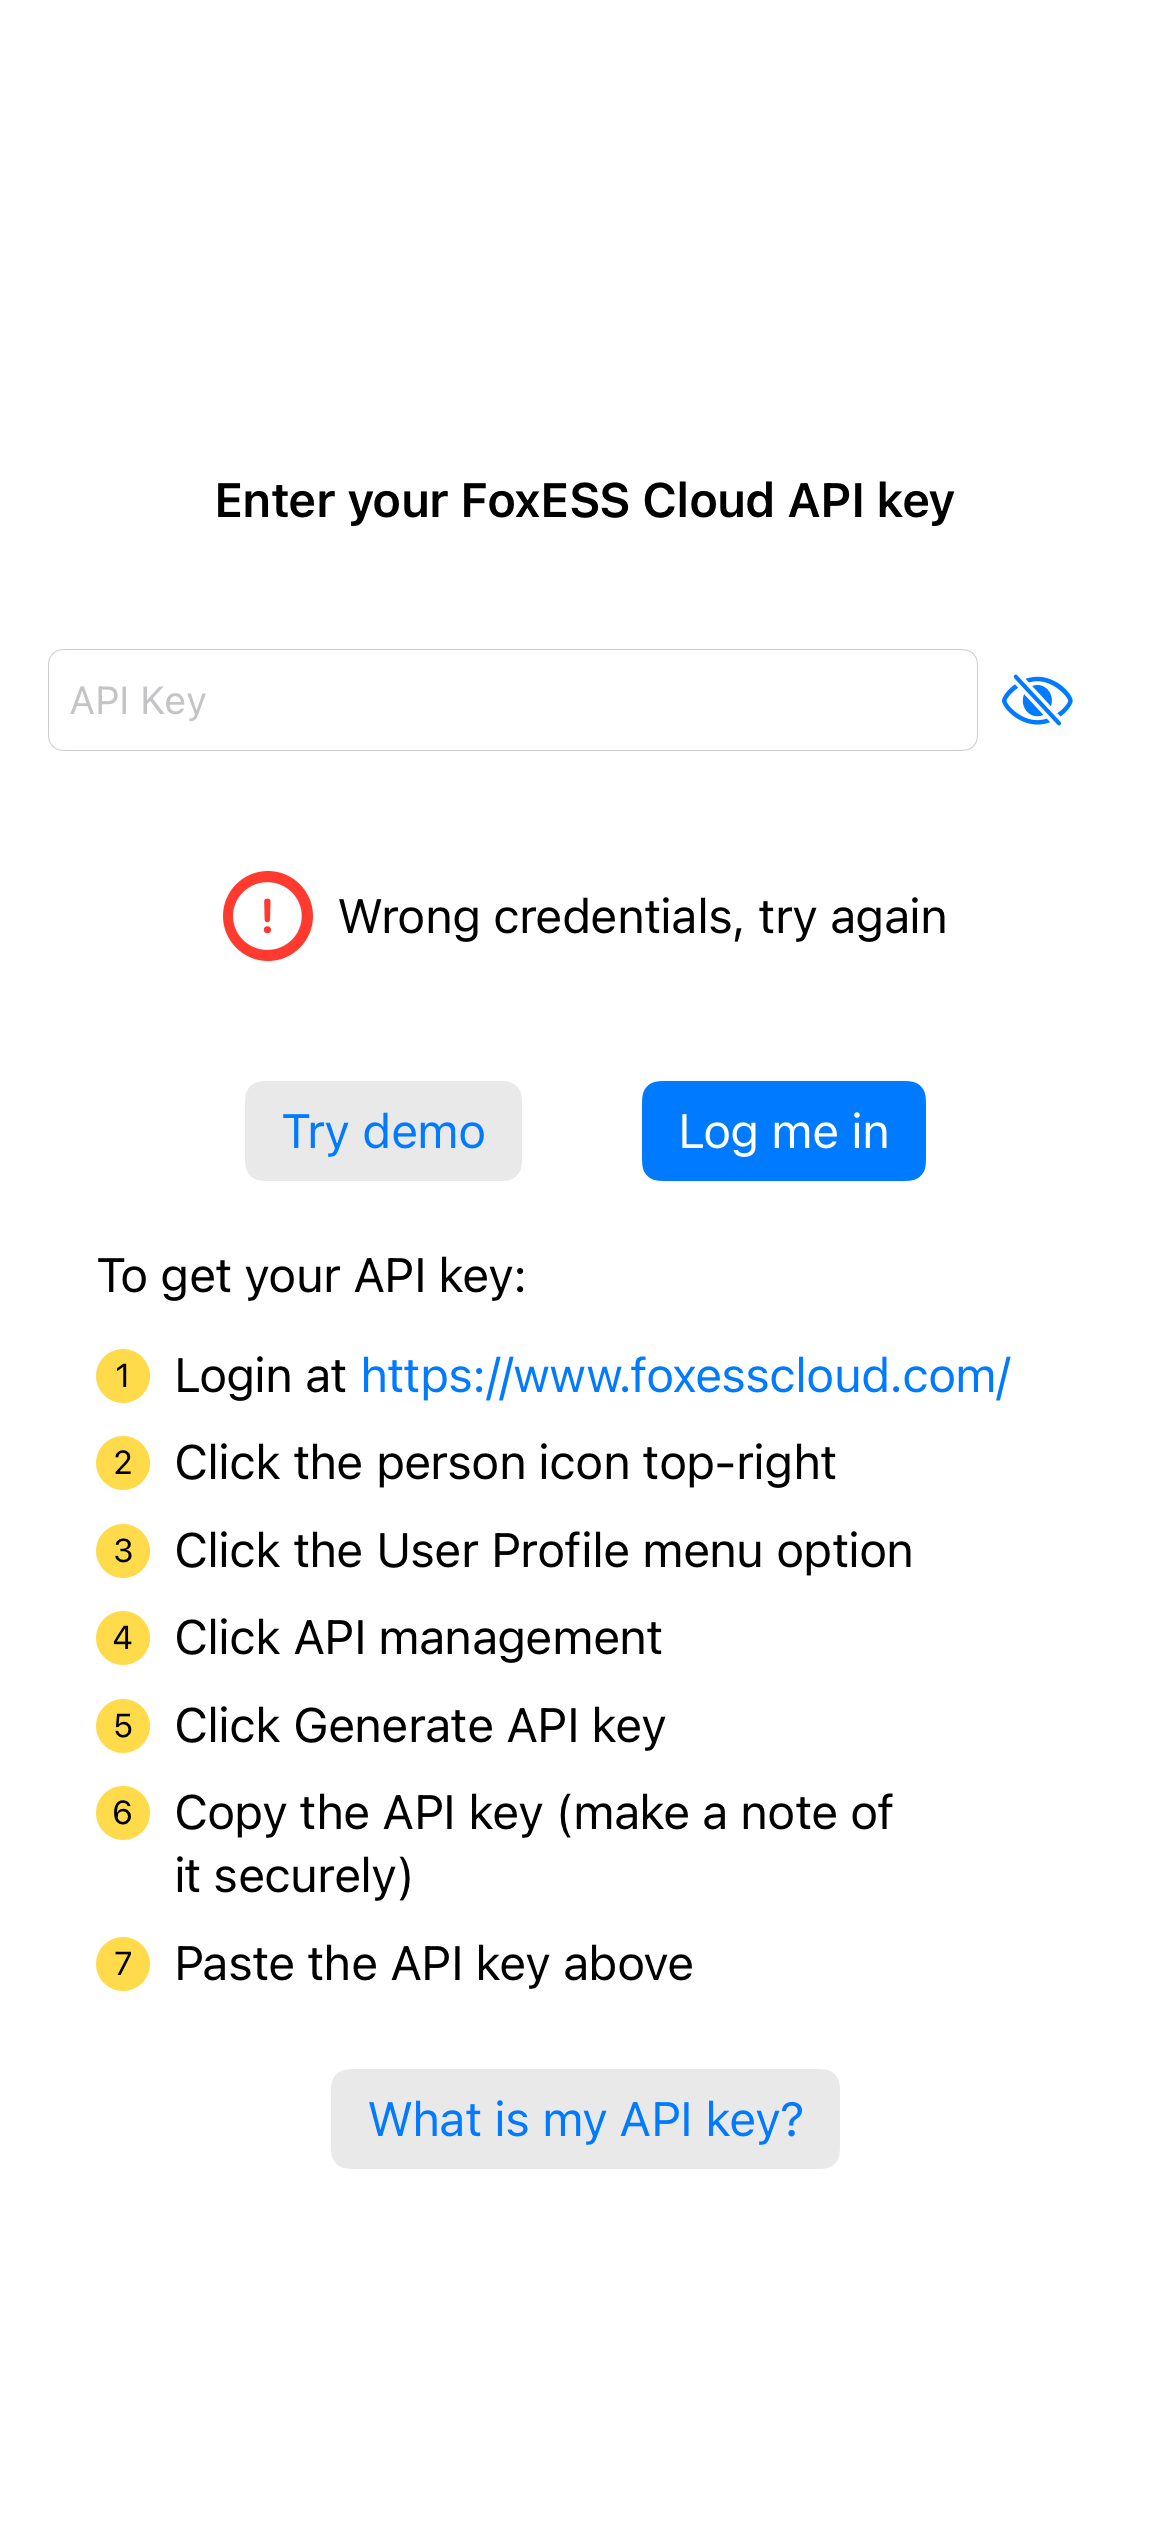 Enter your FoxESS Cloud API key
API Key
! Wrong credentials, try again
Try demo
Log me in
To get your API key:
1 Login at https://www.foxesscloud.com/
2 Click the person icon top-right
3 Click the User Profile menu option
4 Click API management
5 Click Generate API key
6 Copy the API key (make a note of
it securely)
7 Paste the API key above
What is my API key?